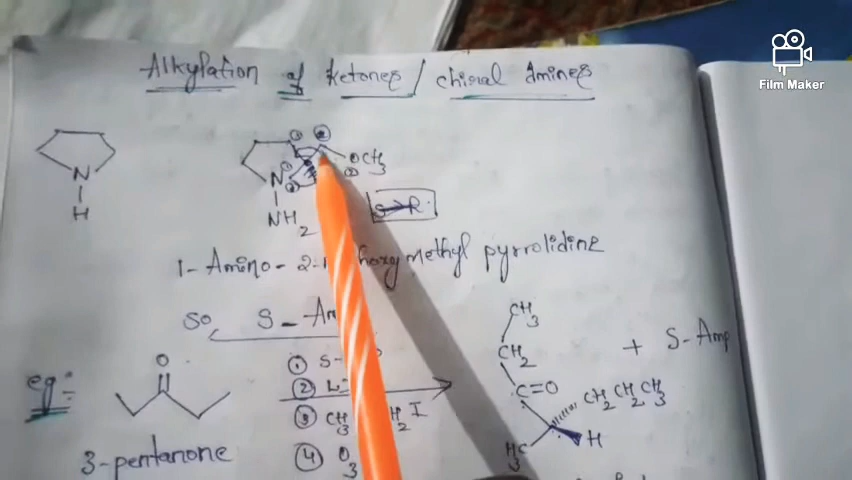 Film Maker
Alkylation of Ketones / chiral Amines
N
H
N
NH2
OCH3
S→R
1-Amino-2- methyl pyrrolidine
So S-
eg:-
O
3-pentanone
① S-
②
③ CH3 I
④ O3
CH3
CH2
C=O
CH2CH2CH3
H
H3C
+ S-Amp